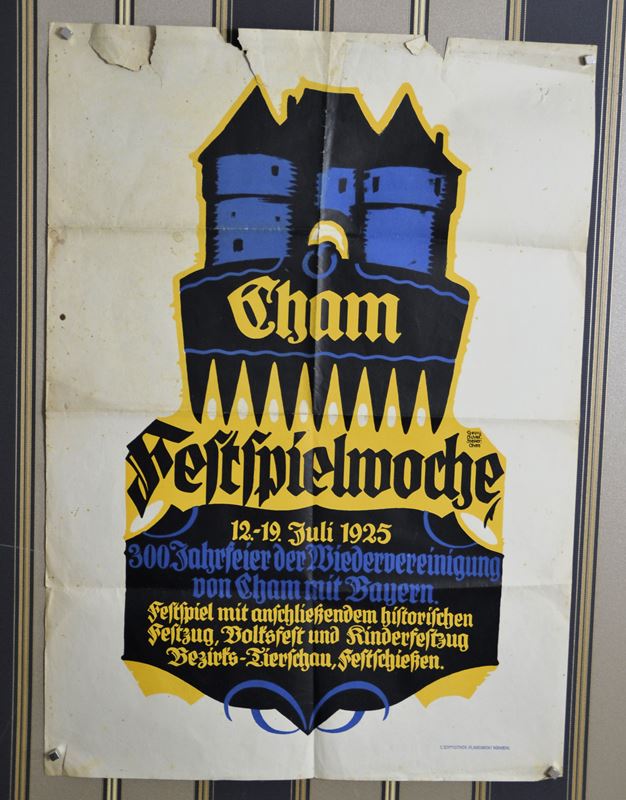 Cham
Festspielwoche
12.-19. Juli 1925
300 Jahrfeier der Wiedervereinigung
von Cham mit Bayern.
Festspiel mit anschließendem historischen
Festzug, Volksfest und Kinderfestzug
Bezirks-Tierschau, Festschießen.